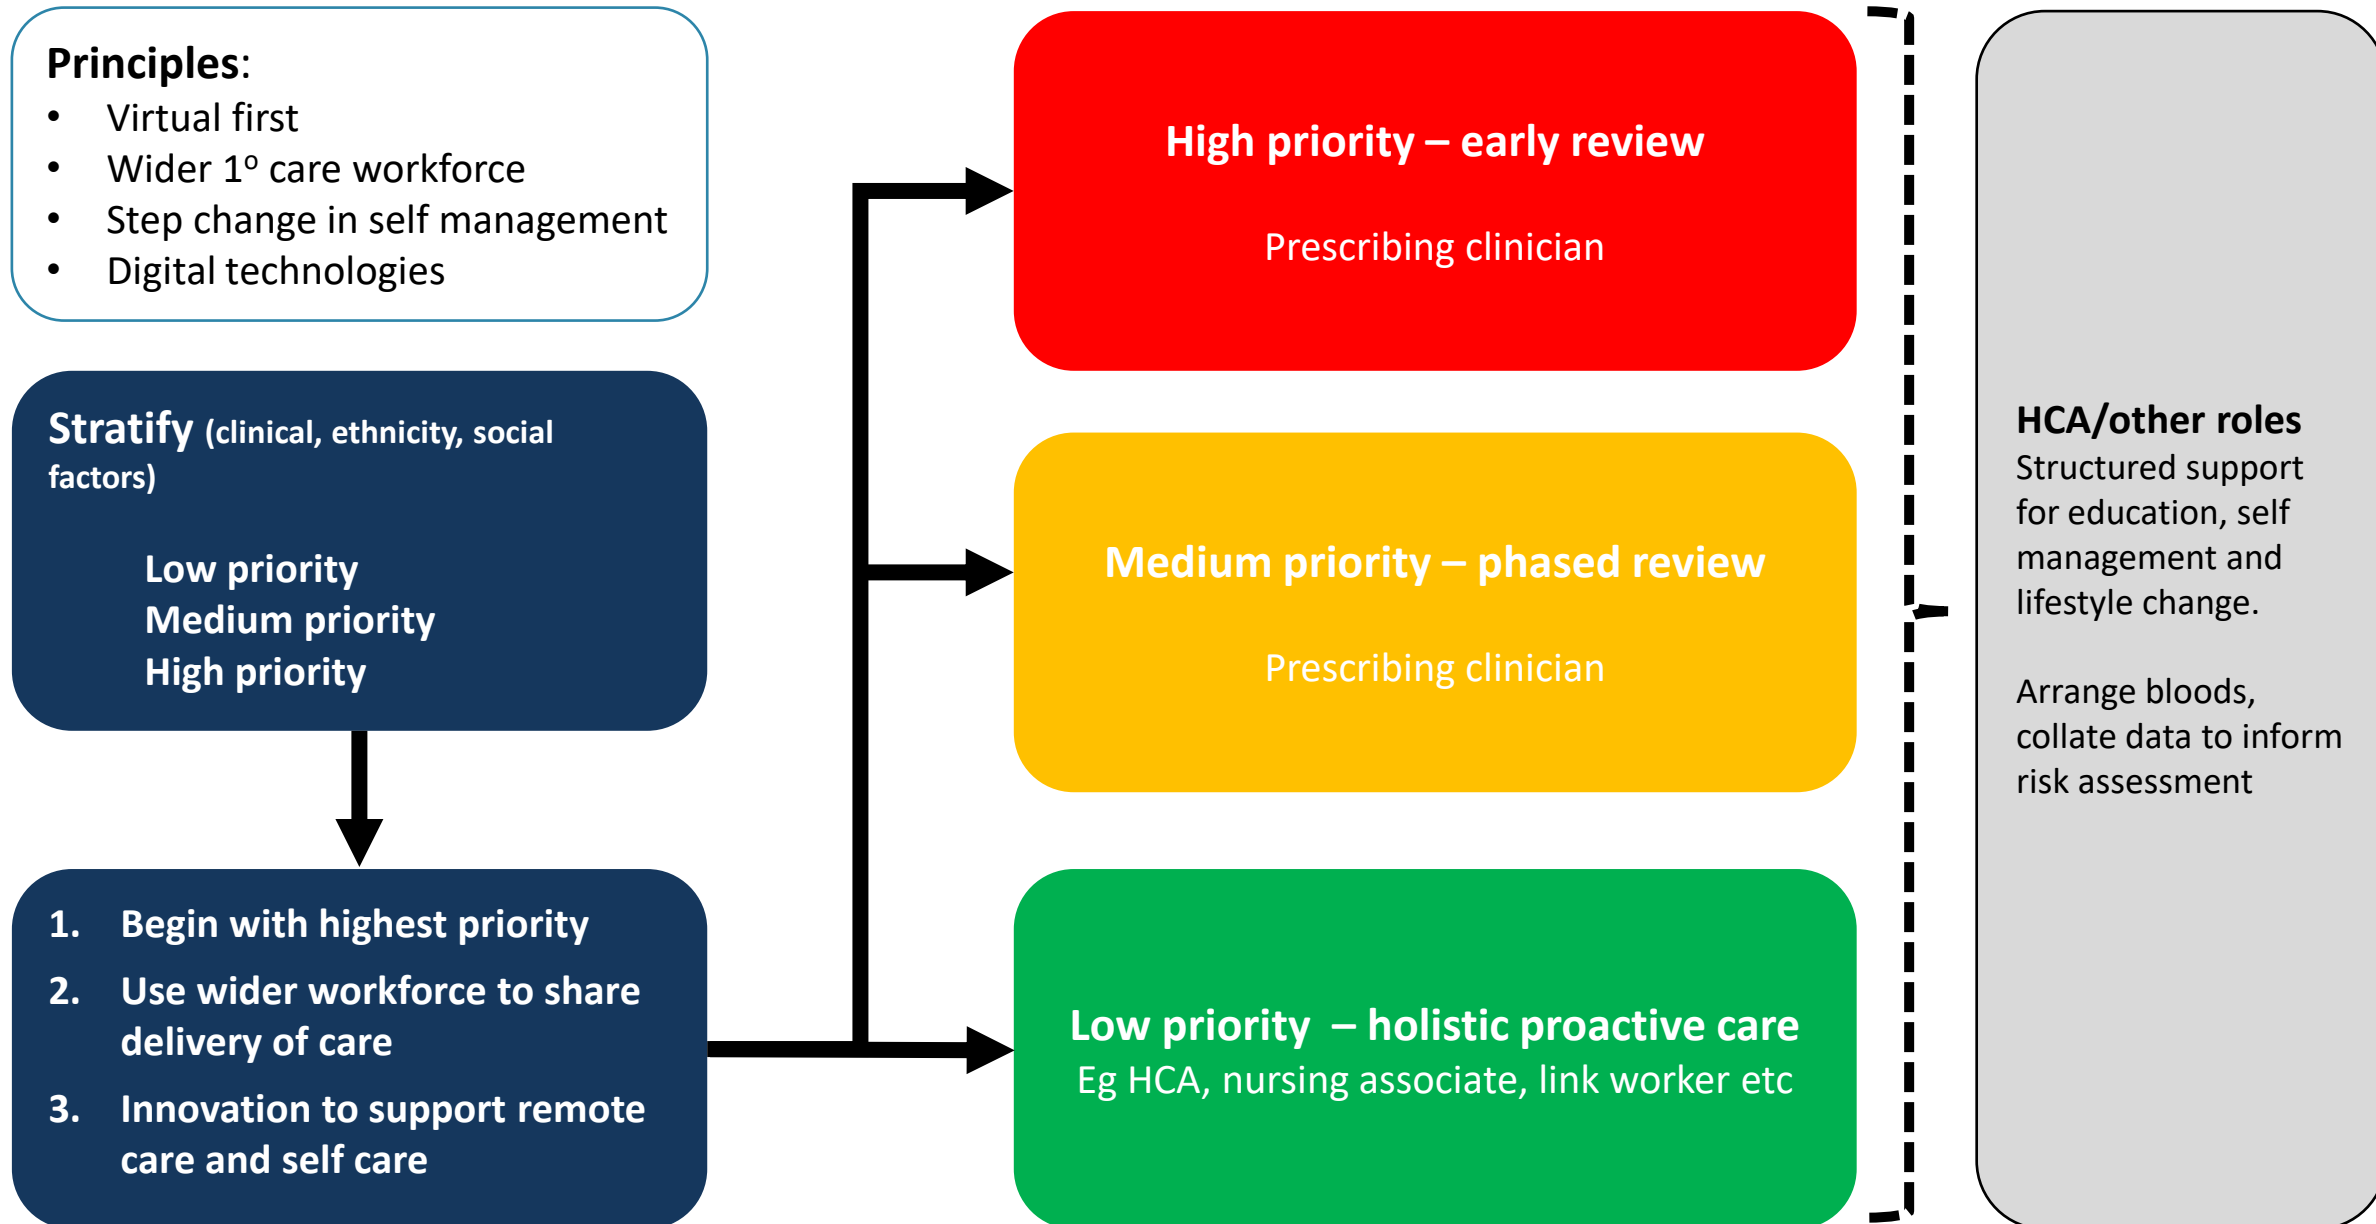 Principles:
• Virtual first
• Wider 1º care workforce
• Step change in self management
• Digital technologies
Stratify (clinical, ethnicity, social
factors)
Low priority
Medium priority
High priority
1. Begin with highest priority
2. Use wider workforce to share
delivery of care
3. Innovation to support remote
care and self care
High priority – early review
Prescribing clinician
Medium priority – phased review
Prescribing clinician
Low priority – holistic proactive care
Eg HCA, nursing associate, link worker etc
HCA/other roles
Structured support
for education, self
management and
lifestyle change.
Arrange bloods,
collate data to inform
risk assessment